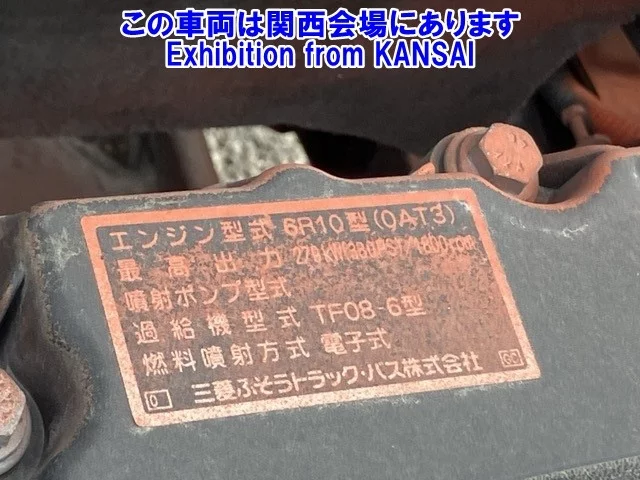 この車両は関西会場にあります
Exhibition from KANSAI
エンジン型式 6R10型(0AT3)
最高出力 279kW(380PS)/1800rpm
噴射ポンプ型式
過給機型式 TF08-6型
燃料噴射方式 電子式
三菱ふそうトラック・バス株式会社